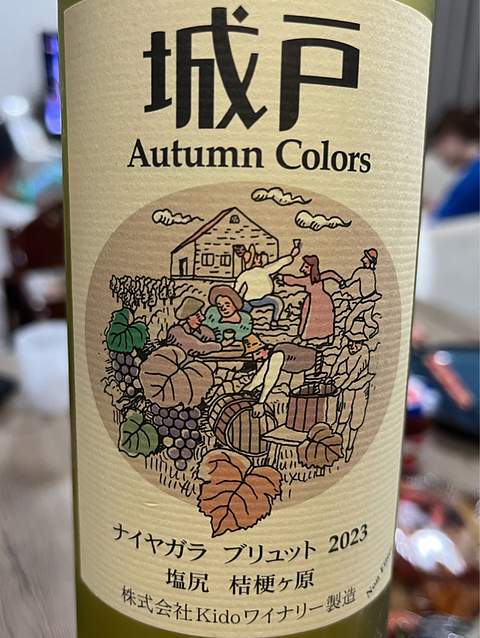 城戸
Autumn Colors
ナイヤガラ ブリュット 2023
塩尻 桔梗ヶ原
株式会社Kidoワイナリー製造